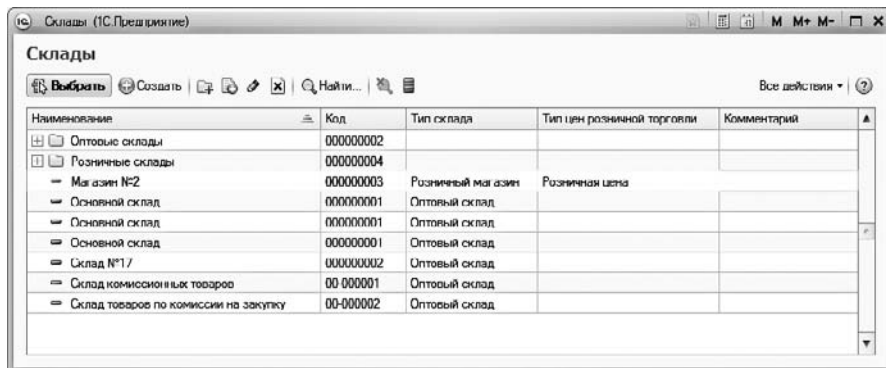 Склады (1С:Предприятие) M M+ M-
Склады
Выбрать Создать Найти... Все действия
Наименование Код Тип склада Тип цен розничной торговли Комментарий
Оптовые склады 000000002
Розничные склады 000000004
Магазин №2 000000003 Розничный магазин Розничная цена
Основной склад 000000001 Оптовый склад
Основной склад 000000001 Оптовый склад
Основной склад 000000001 Оптовый склад
Склад №17 000000002 Оптовый склад
Склад комиссионных товаров 00-000001 Оптовый склад
Склад товаров по комиссии на закупку 00-000002 Оптовый склад